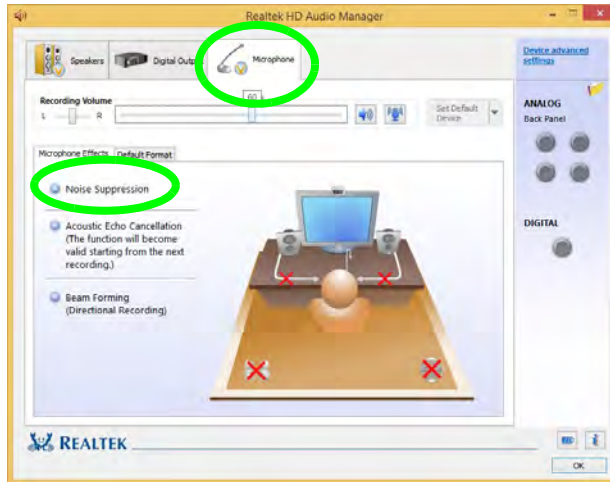 Realtek HD Audio Manager
Speakers
Digital Output
Microphone
Device advanced
settings
Recording Volume
L
R
60
Set Default
Device
ANALOG
Back Panel
Microphone Effects
Default Format
Noise Suppression
Acoustic Echo Cancellation
(The function will become
valid starting from the next
recording.)
Beam Forming
(Directional Recording)
DIGITAL
REALTEK
OK